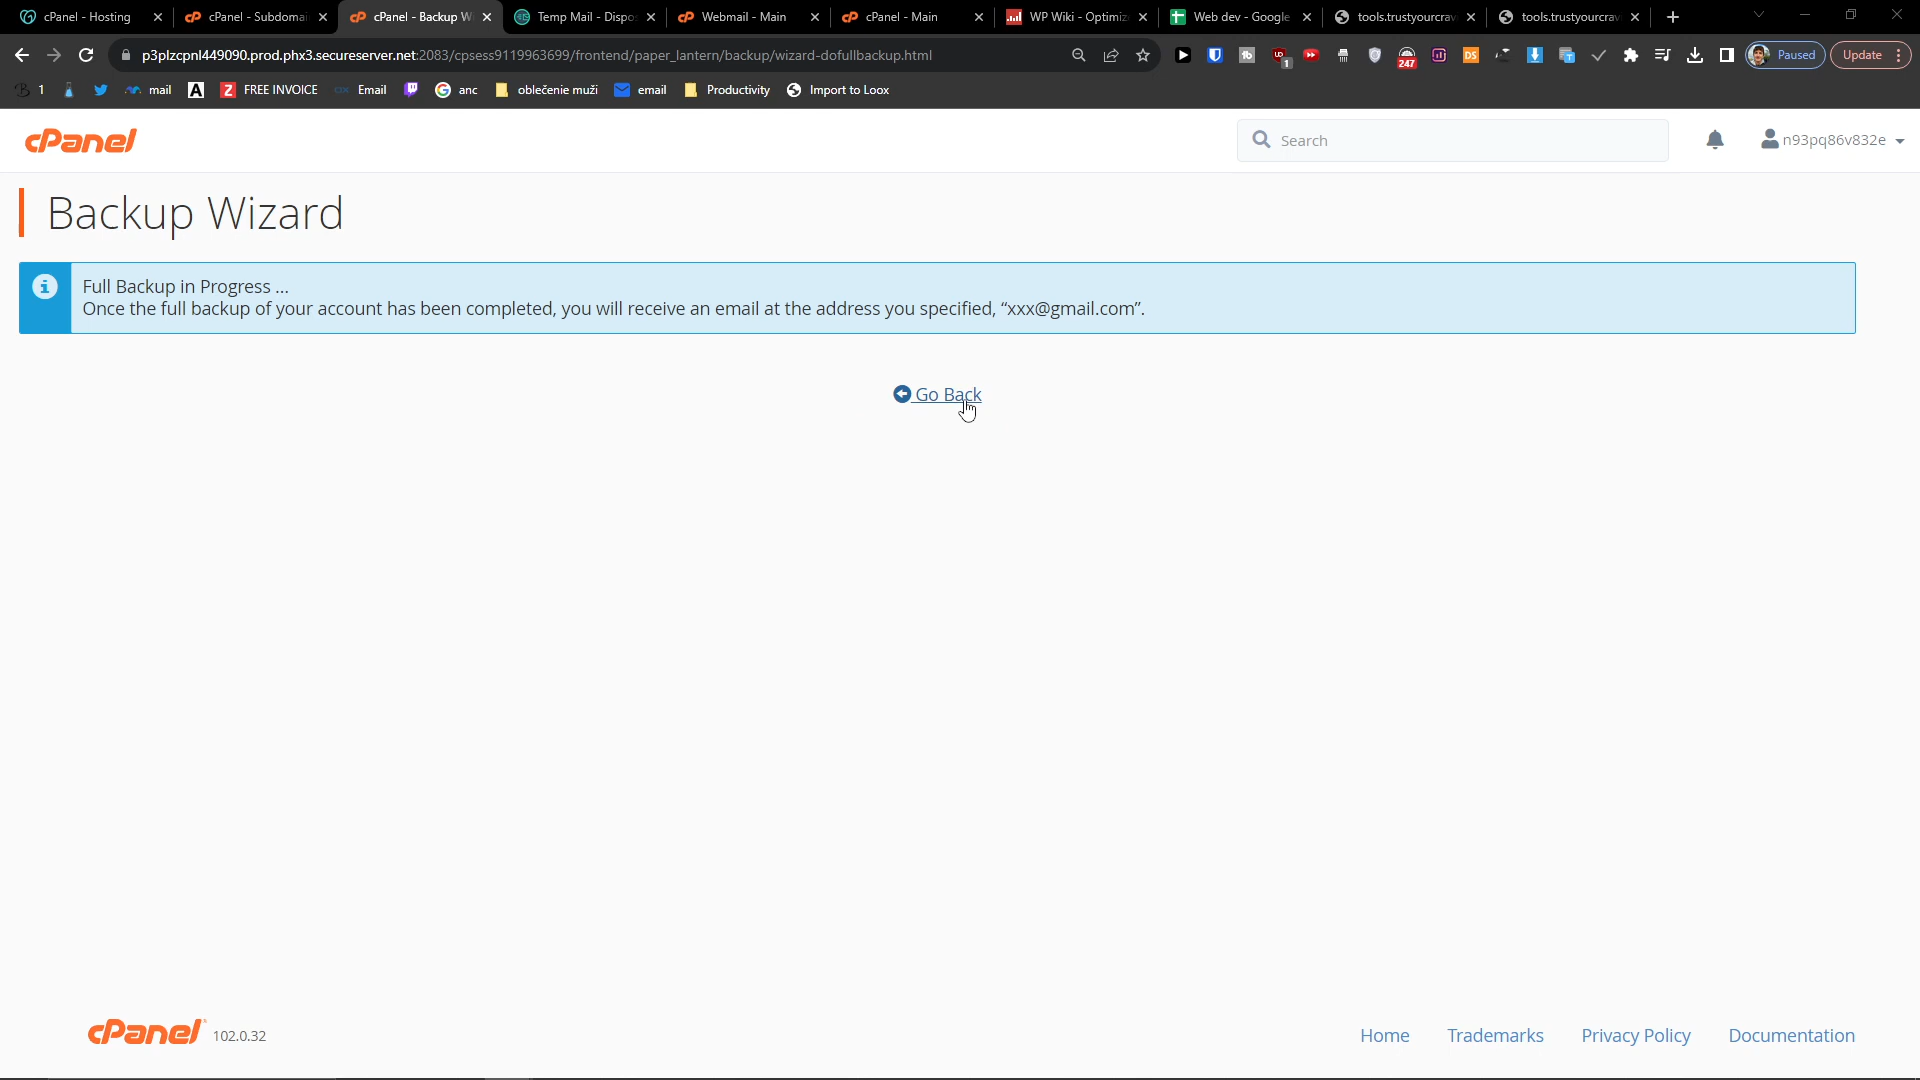 cPanel - Hosting
cPanel - Subdomai
cPanel - Backup W
Temp Mail - Dispos
Webmail - Main
cPanel - Main
WP Wiki - Optimiz
Web dev - Google
tools.trustyourcrav
tools.trustyourcrav
p3plzcpnl449090.prod.phx3.secureserver.net:2083/cpsess9119963699/frontend/paper_lantern/backup/wizard-dofullbackup.html
1
247
DS
Paused
Update
1
mail
A
Z
FREE INVOICE
Email
anc
oblečenie muži
email
Productivity
Import to Loox
cPanel
Search
n93pq86v832e
Backup Wizard
Full Backup in Progress ...
Once the full backup of your account has been completed, you will receive an email at the address you specified, “xxx@gmail.com”.
Go Back
cPanel 102.0.32
Home
Trademarks
Privacy Policy
Documentation